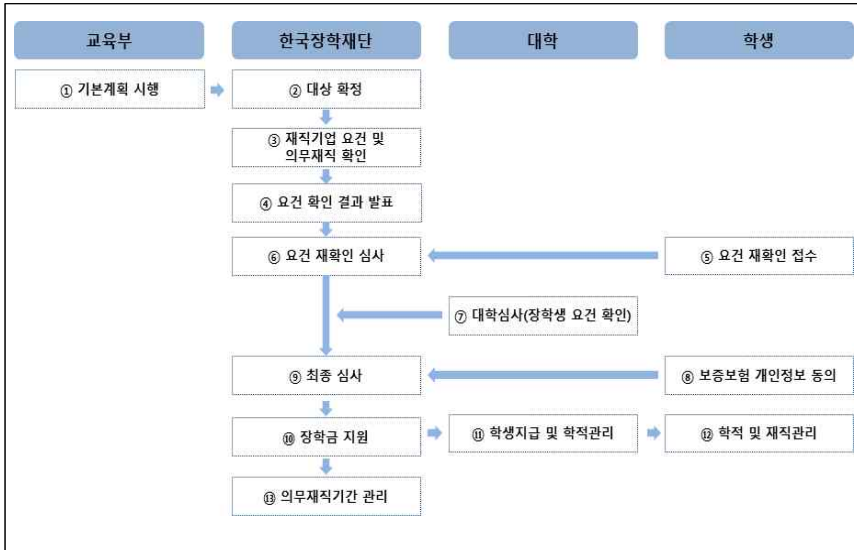 교육부
한국장학재단
대학
학생
① 기본계획 시행
② 대상 확정
③ 재직기업 요건 및
의무재직 확인
④ 요건 확인 결과 발표
⑥ 요건 재확인 심사
⑤ 요건 재확인 접수
⑦ 대학심사(장학생 요건 확인)
⑨ 최종 심사
⑧ 보증보험 개인정보 동의
⑩ 장학금 지원
⑪ 학생지급 및 학적관리
⑫ 학적 및 재직관리
⑬ 의무재직기간 관리